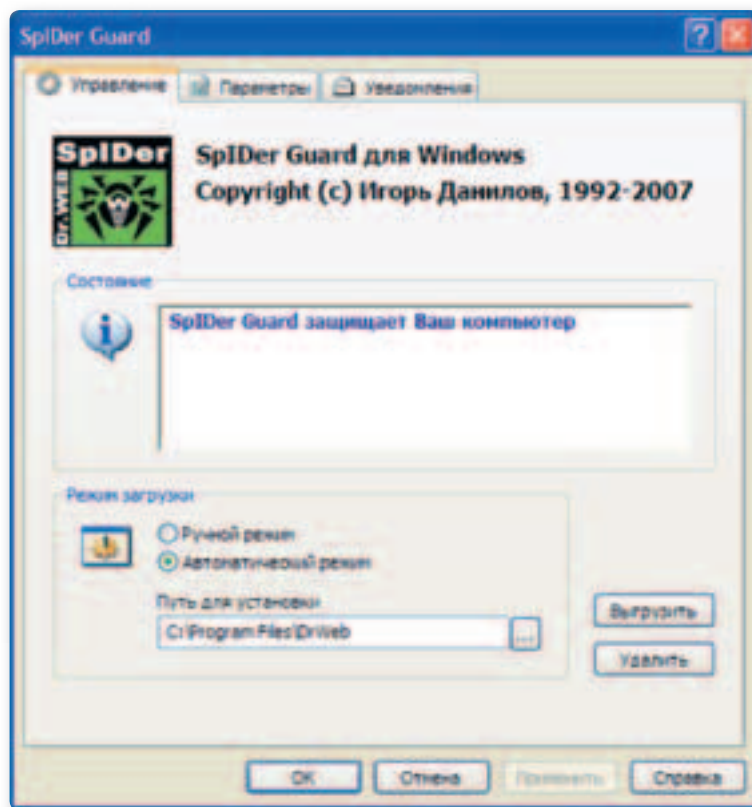 SpIDer Guard
Управление
Параметры
Уведомления
SpIDer
Dr.WEB
SpIDer Guard для Windows
Copyright (c) Игорь Данилов, 1992-2007
Состояние
SpIDer Guard защищает Ваш компьютер
Режим загрузки
Ручной режим
Автоматический режим
Путь для установки
C:\Program Files\DrWeb
...
Выгрузить
Удалить
OK
Отмена
Применить
Справка